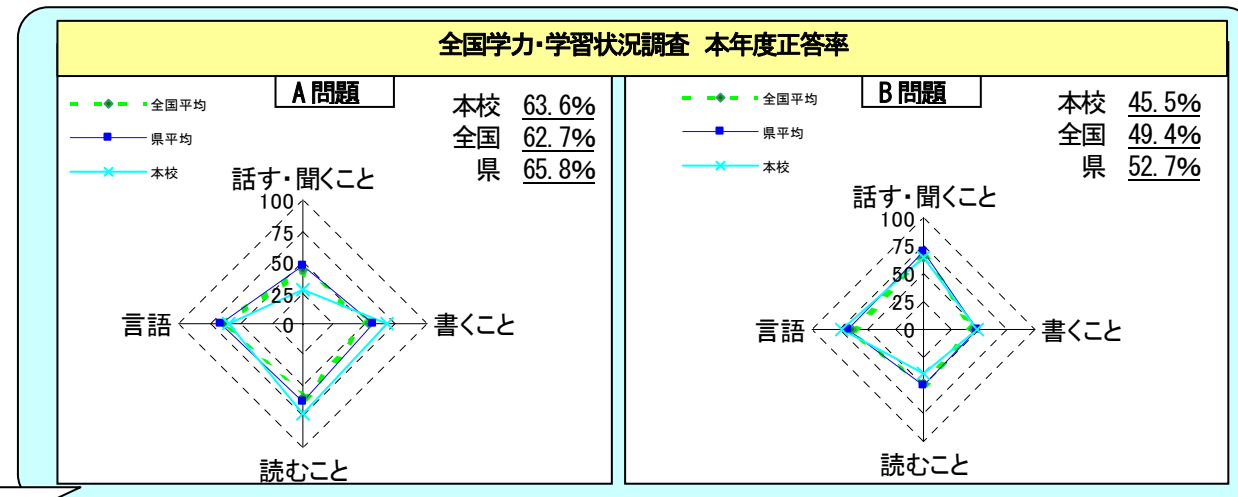 全国学力・学習状況調査 本年度正答率
A問題
全国平均
県平均
本校
本校 63.6%
全国 62.7%
県 65.8%
話す・聞くこと
100
75
50
25
0
言語
書くこと
読むこと
B問題
全国平均
県平均
本校
本校 45.5%
全国 49.4%
県 52.7%
話す・聞くこと
100
75
50
25
0
言語
書くこと
読むこと